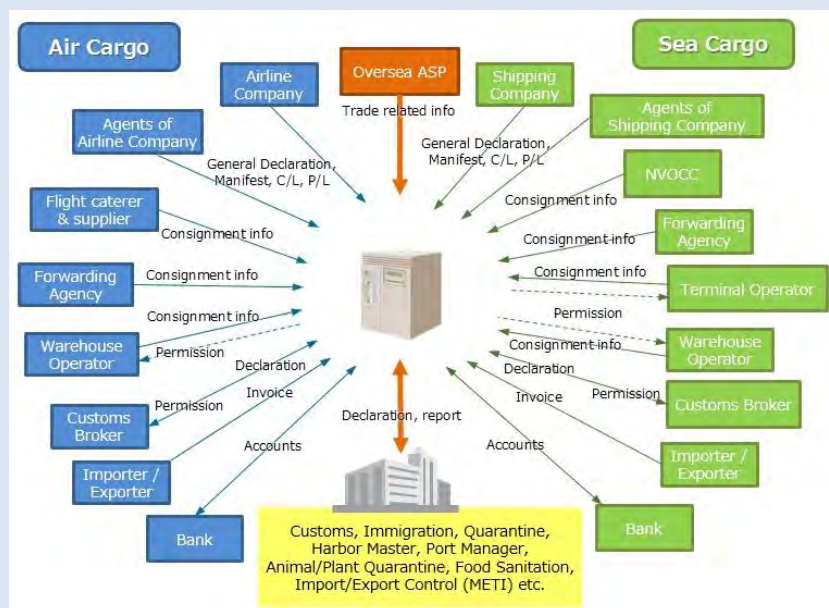 Air Cargo
Sea Cargo
Airline
Company
Oversea ASP
Shipping
Company
Trade related info
Agents of
Airline Company
Agents of
Shipping Company
General Declaration,
Manifest, C/L, P/L
General Declaration,
Manifest, C/L, P/L
NVOCC
Flight caterer
& supplier
Consignment info
Consignment info
Forwarding
Agency
Consignment info
Forwarding
Agency
Consignment info
Consignment info
Terminal Operator
Warehouse
Operator
Consignment info
Permission
Permission
Warehouse
Operator
Consignment info
Customs
Broker
Declaration
Permission
Declaration
Permission
Customs Broker
Importer /
Exporter
Invoice
Invoice
Importer /
Exporter
Declaration, report
Bank
Accounts
Accounts
Bank
Customs, Immigration, Quarantine,
Harbor Master, Port Manager,
Animal/Plant Quarantine, Food Sanitation,
Import/Export Control (METI) etc.